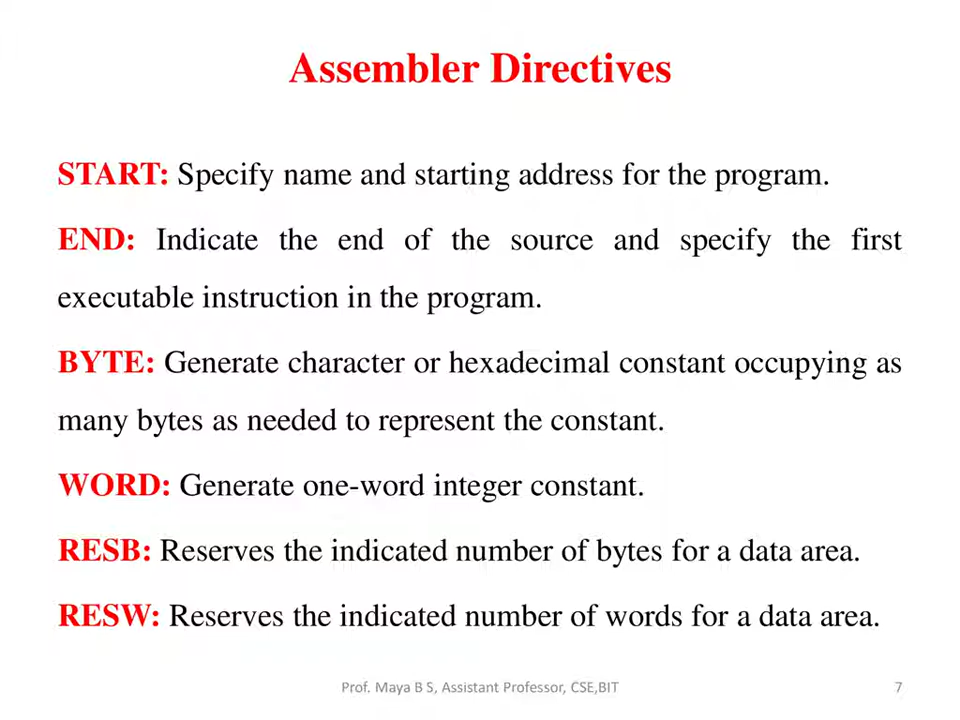 Assembler Directives
START: Specify name and starting address for the program.
END: Indicate the end of the source and specify the first
executable instruction in the program.
BYTE: Generate character or hexadecimal constant occupying as
many bytes as needed to represent the constant.
WORD: Generate one-word integer constant.
RESB: Reserves the indicated number of bytes for a data area.
RESW: Reserves the indicated number of words for a data area.
Prof. Maya B S, Assistant Professor, CSE,BIT
7